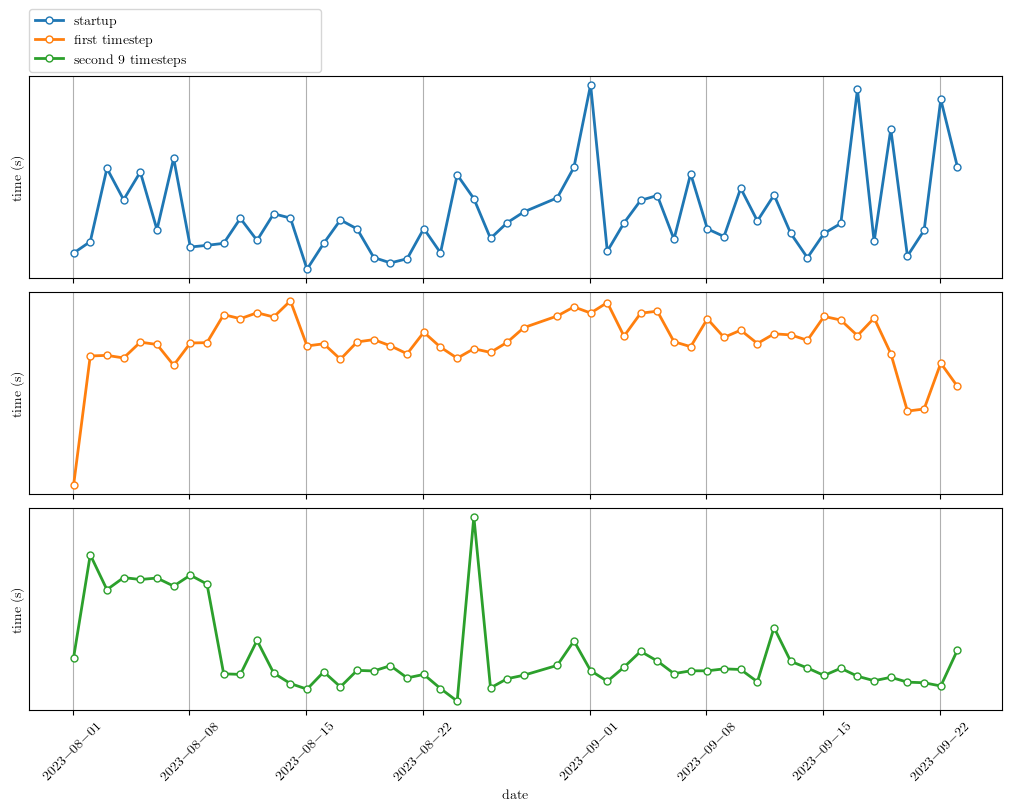 startup
first timestep
second 9 timesteps
time (s)
time (s)
time (s)
2023−08−01
2023−08−08
2023−08−15
2023−08−22
2023−09−01
2023−09−08
2023−09−15
2023−09−22
date